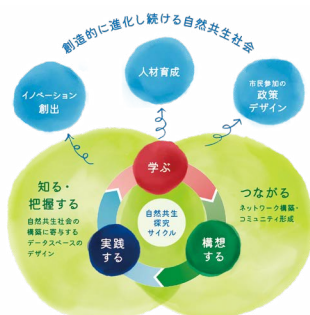 創造的に進化し続ける自然共生社会
人材育成
イノベーション
創出
市民参加の
政策
デザイン
学ぶ
知る・
把握する
自然共生社会の
構築に寄与する
データスペースの
デザイン
つながる
ネットワーク構築・
コミュニティ形成
自然共生
探究
サイクル
実践
する
構想
する